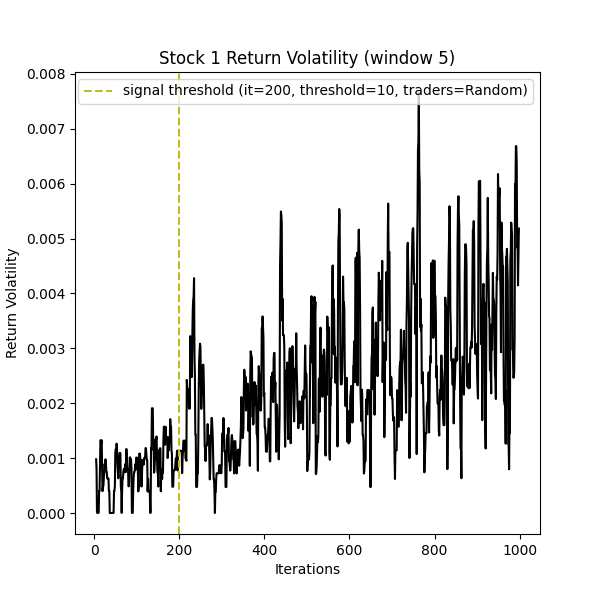 Stock 1 Return Volatility (window 5)
signal threshold (it=200, threshold=10, traders=Random)
0.008
0.007
0.006
0.005
0.004
0.003
0.002
0.001
0.000
Return Volatility
0 200 400 600 800 1000
Iterations